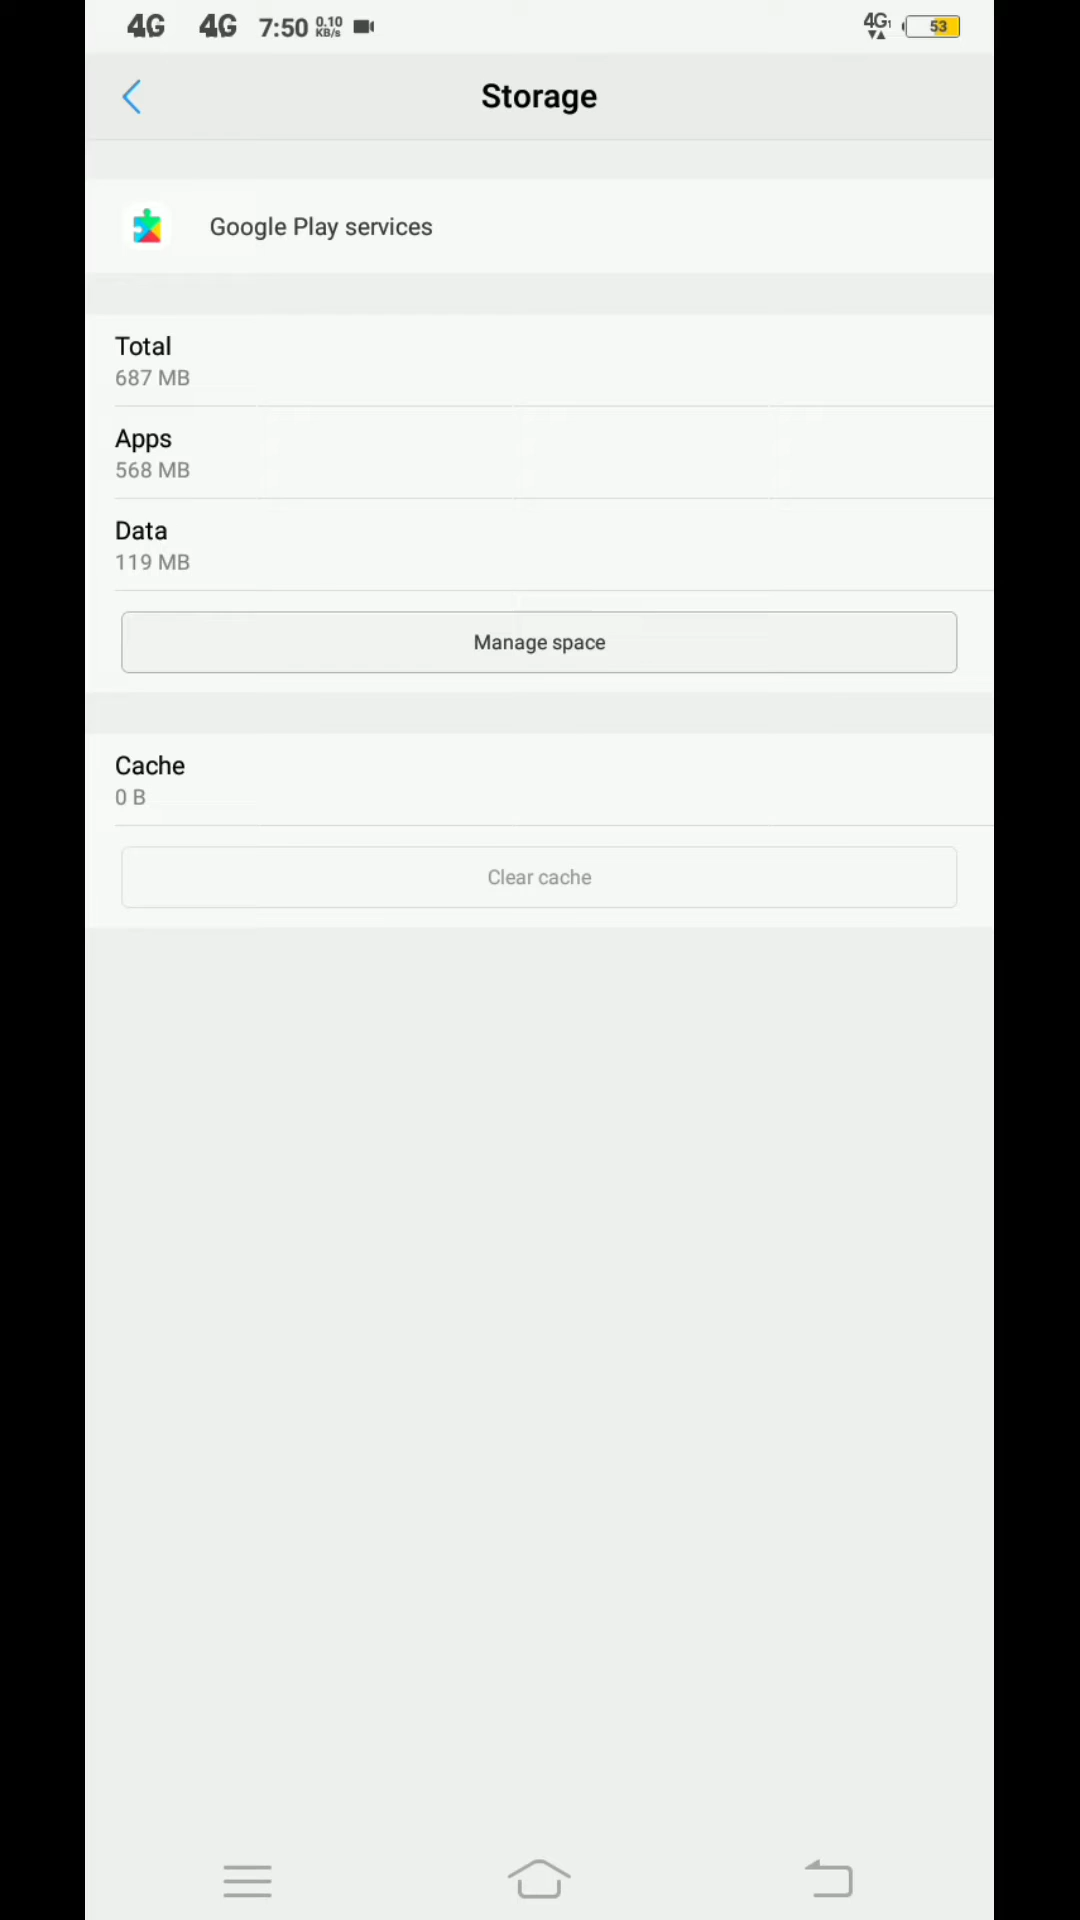 4G 4G 7:50 0.10 KB/s 4G1 53
Storage
Google Play services
Total
687 MB
Apps
568 MB
Data
119 MB
Manage space
Cache
0 B
Clear cache